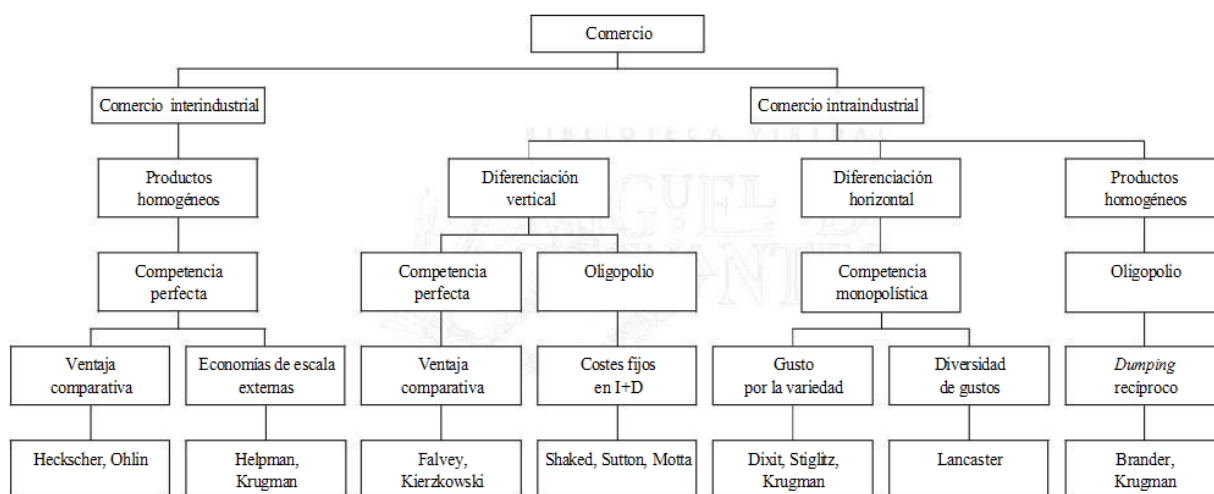 Comercio
Comercio interindustrial
Comercio intraindustrial
BIBLIOTECA VIRTUAL
Productos
homogéneos
Diferenciación
vertical
Diferenciación
horizontal
Productos
homogéneos
Competencia
perfecta
Competencia
perfecta
Oligopolio
Competencia
monopolística
Oligopolio
Ventaja
comparativa
Economías de escala
externas
Ventaja
comparativa
Costes fijos
en I+D
Gusto
por la variedad
Diversidad
de gustos
Dumping
recíproco
Heckscher, Ohlin
Helpman,
Krugman
Falvey,
Kierzkowski
Shaked, Sutton, Motta
Dixit, Stiglitz,
Krugman
Lancaster
Brander,
Krugman